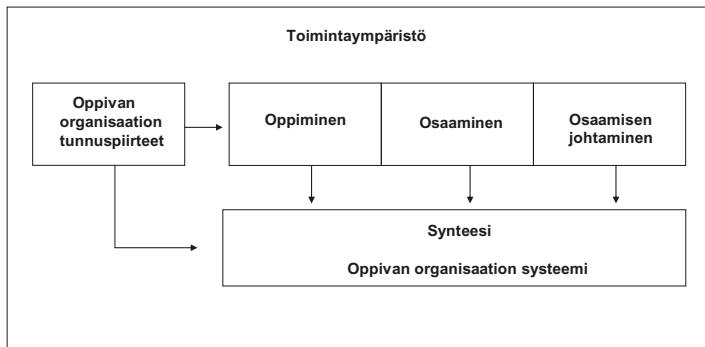 Toimintaympäristö
Oppivan
organisaation
tunnuspiirteet
Oppiminen
Osaaminen
Osaamisen
johtaminen
Synteesi
Oppivan organisaation systeemi